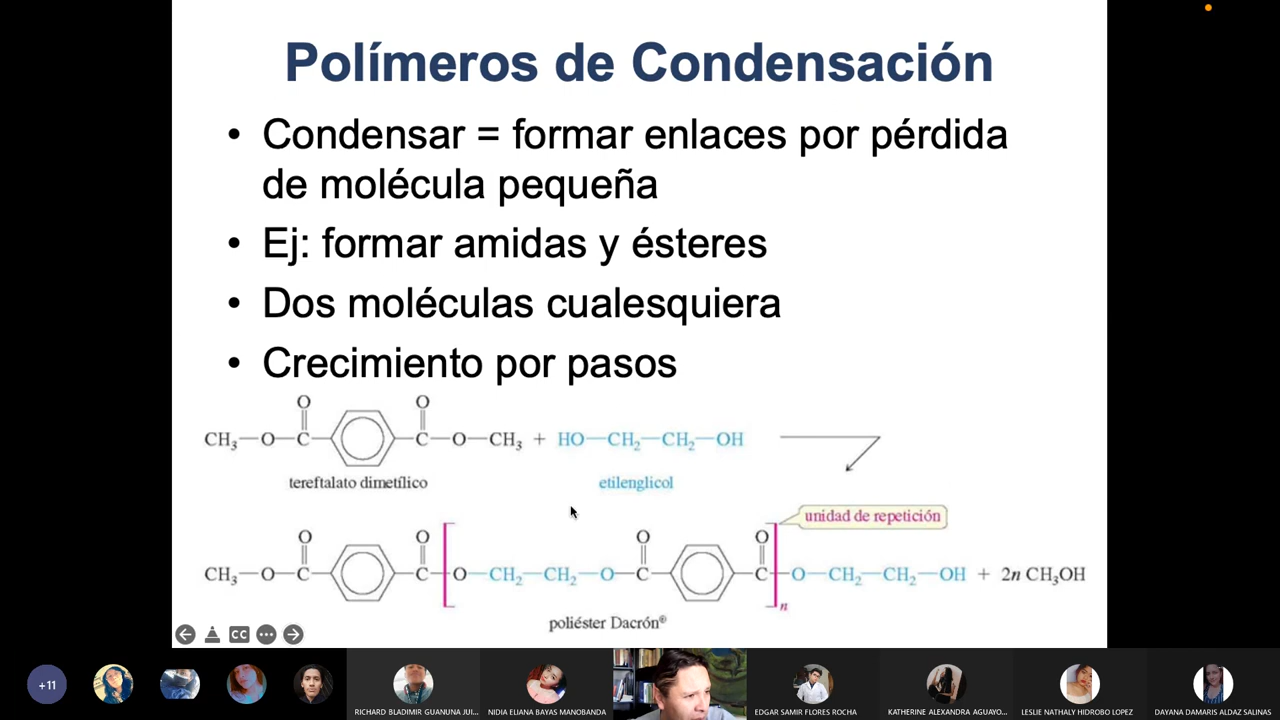 Polímeros de Condensación
• Condensar = formar enlaces por pérdida
de molécula pequeña
• Ej: formar amidas y ésteres
• Dos moléculas cualesquiera
• Crecimiento por pasos
O O
CH₃—O—C— —C—O—CH₃ + HO—CH₂—CH₂—OH
tereftalato dimetílico etilenglicol
unidad de repetición
O O O O
CH₃—O—C— —C—[O—CH₂—CH₂—O—C— —C]n—O—CH₂—CH₂—OH + 2n CH₃OH
poliéster Dacrón®
CC
+11
RICHARD BLADIMIR GUANUNA JUI...
NIDIA ELIANA BAYAS MANOBANDA
EDGAR SAMIR FLORES ROCHA
KATHERINE ALEXANDRA AGUAYO...
LESLIE NATHALY HIDROBO LOPEZ
DAYANA DAMARIS ALDAZ SALINAS